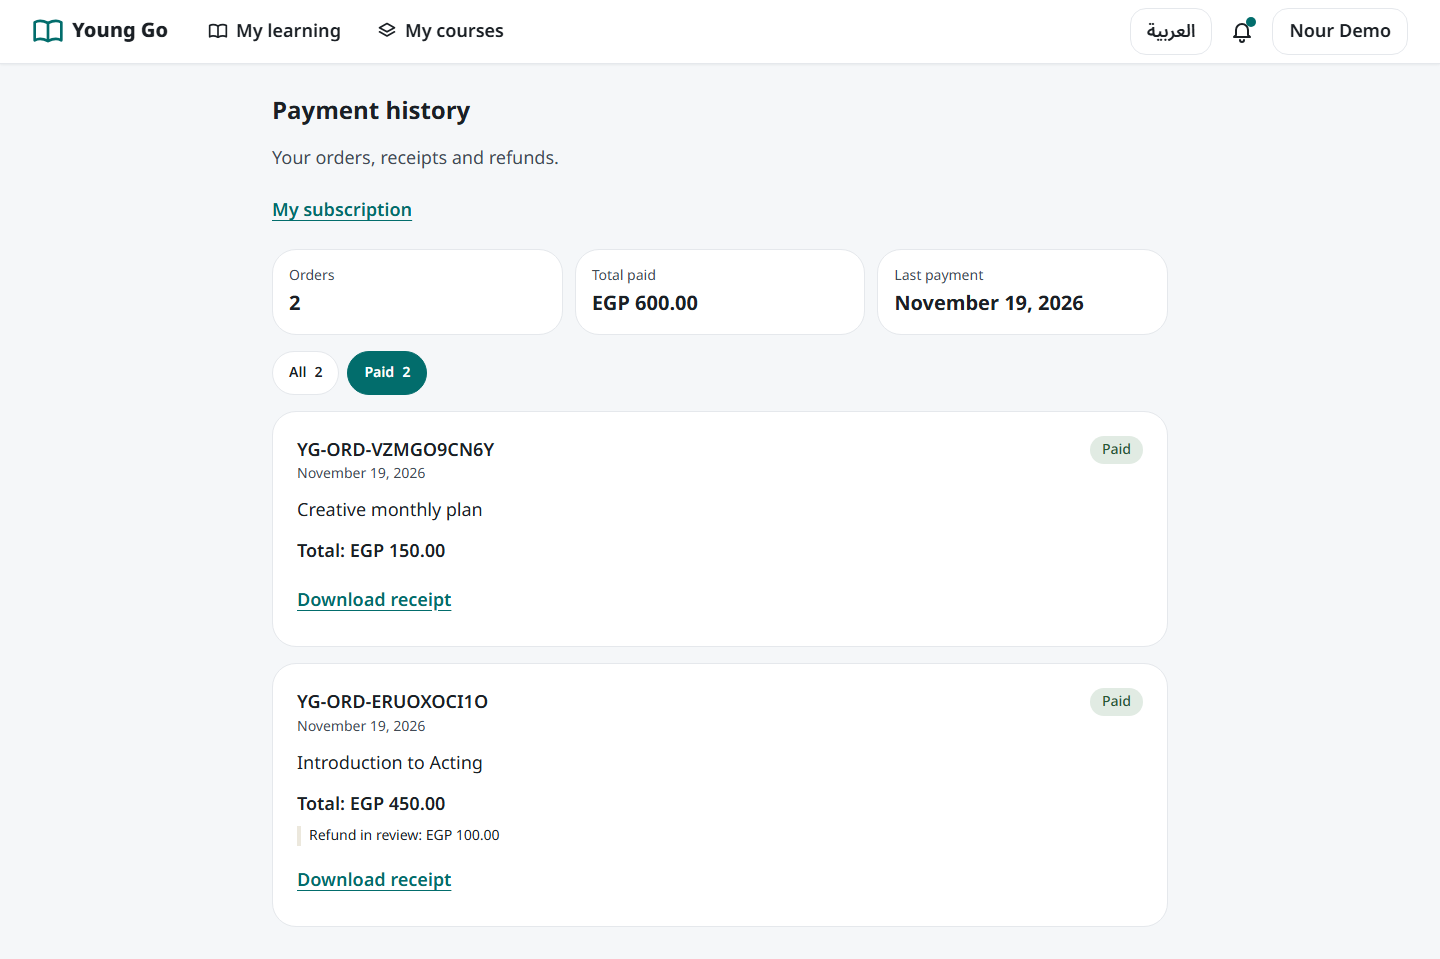 Young Go
My learning
My courses
العربية
Nour Demo
Payment history
Your orders, receipts and refunds.
My subscription
Orders
2
Total paid
EGP 600.00
Last payment
November 19, 2026
All 2
Paid 2
YG-ORD-VZMGO9CN6Y
Paid
November 19, 2026
Creative monthly plan
Total: EGP 150.00
Download receipt
YG-ORD-ERUOXOCI1O
Paid
November 19, 2026
Introduction to Acting
Total: EGP 450.00
Refund in review: EGP 100.00
Download receipt